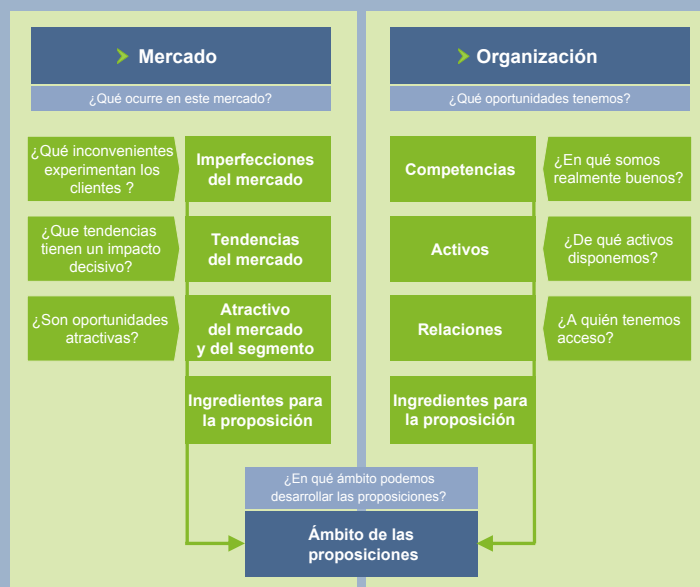 Mercado
¿Qué ocurre en este mercado?
¿Qué inconvenientes
experimentan los
clientes ?
Imperfecciones
del mercado
¿Que tendencias
tienen un impacto
decisivo?
Tendencias
del mercado
¿Son oportunidades
atractivas?
Atractivo
del mercado
y del segmento
Ingredientes para
la proposición
Organización
¿Qué oportunidades tenemos?
Competencias
¿En qué somos
realmente buenos?
Activos
¿De qué activos
disponemos?
Relaciones
¿A quién tenemos
acceso?
Ingredientes para
la proposición
¿En qué ámbito podemos
desarrollar las proposiciones?
Ámbito de las
proposiciones